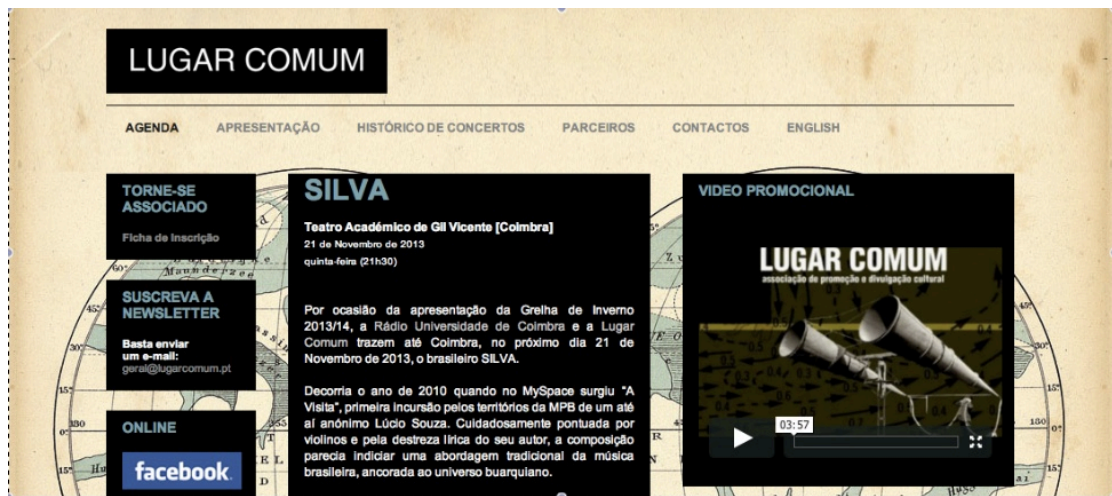 LUGAR COMUM
AGENDA APRESENTAÇÃO HISTÓRICO DE CONCERTOS PARCEIROS CONTACTOS ENGLISH
TORNE-SE
ASSOCIADO
Ficha de Inscrição
SUSCREVA A
NEWSLETTER
Basta enviar
um e-mail:
geral@lugarcomum.pt
ONLINE
facebook
SILVA
Teatro Académico de Gil Vicente [Coimbra]
21 de Novembro de 2013
quinta-feira (21h30)
Por ocasião da apresentação da Grelha de Inverno
2013/14, a Rádio Universidade de Coimbra e a Lugar
Comum trazem até Coimbra, no próximo dia 21 de
Novembro de 2013, o brasileiro SILVA.
Decorria o ano de 2010 quando no MySpace surgiu "A
Visita", primeira incursão pelos territórios da MPB de um até
aí anónimo Lúcio Souza. Cuidadosamente pontuada por
violinos e pela destreza lírica do seu autor, a composição
parecia indiciar uma abordagem tradicional da música
brasileira, ancorada ao universo buarquiano.
VIDEO PROMOCIONAL
LUGAR COMUM
associação de promoção e divulgação cultural
03:57